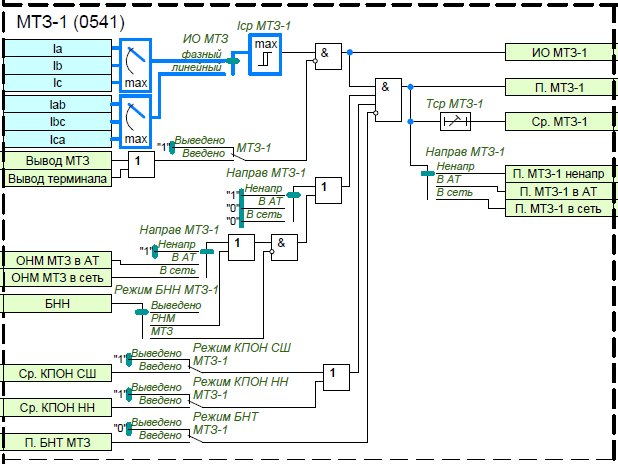 МТЗ-1 (0541)
Iср МТЗ-1
ИО МТЗ
фазный
линейный
Ia
Ib
Ic
max
max
&
ИО МТЗ-1
&
П. МТЗ-1
Iab
Ibc
Ica
max
Тср МТЗ-1
Ср. МТЗ-1
"1"
Выведено
Введено
МТЗ-1
Вывод МТЗ
Вывод терминала
1
Направ МТЗ-1
Ненапр
В АТ
В сеть
П. МТЗ-1 ненапр
П. МТЗ-1 в АТ
П. МТЗ-1 в сеть
Направ МТЗ-1
"1"
"0"
"0"
Ненапр
В АТ
В сеть
1
Направ МТЗ-1
"1"
Ненапр
В АТ
В сеть
1
&
ОНМ МТЗ в АТ
ОНМ МТЗ в сеть
Режим БНН МТЗ-1
БНН
Выведено
РНМ
МТЗ
Режим КПОН СШ
МТЗ-1
"1"
Выведено
Введено
Ср. КПОН СШ
1
Режим КПОН НН
МТЗ-1
"1"
Выведено
Введено
Ср. КПОН НН
Режим БНТ
МТЗ-1
"0"
Выведено
Введено
П. БНТ МТЗ